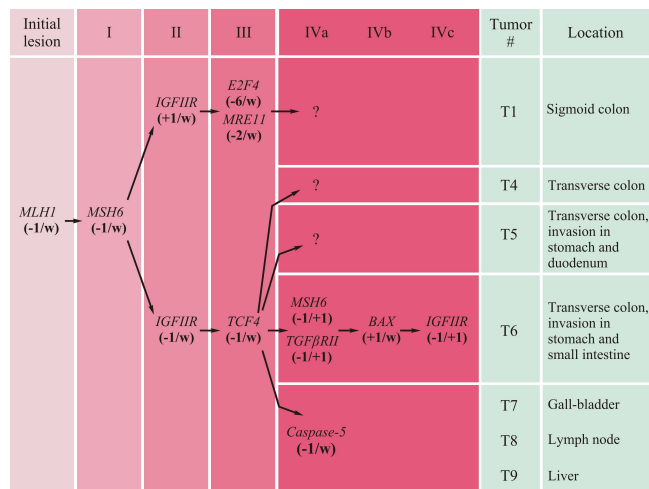 Initial
lesion
I
II
III
IVa
IVb
IVc
Tumor
#
Location
E2F4
(-6/w)
MRE11
(-2/w)
IGFIIR
(+1/w)
?
T1
Sigmoid colon
?
T4
Transverse colon
MLH1
(-1/w)
MSH6
(-1/w)
?
T5
Transverse colon,
invasion in
stomach and
duodenum
IGFIIR
(-1/w)
TCF4
(-1/w)
MSH6
(-1/+1)
TGFβRII
(-1/+1)
BAX
(+1/w)
IGFIIR
(-1/+1)
T6
Transverse colon,
invasion in
stomach and
small intestine
Caspase-5
(-1/w)
T7
Gall-bladder
T8
Lymph node
T9
Liver